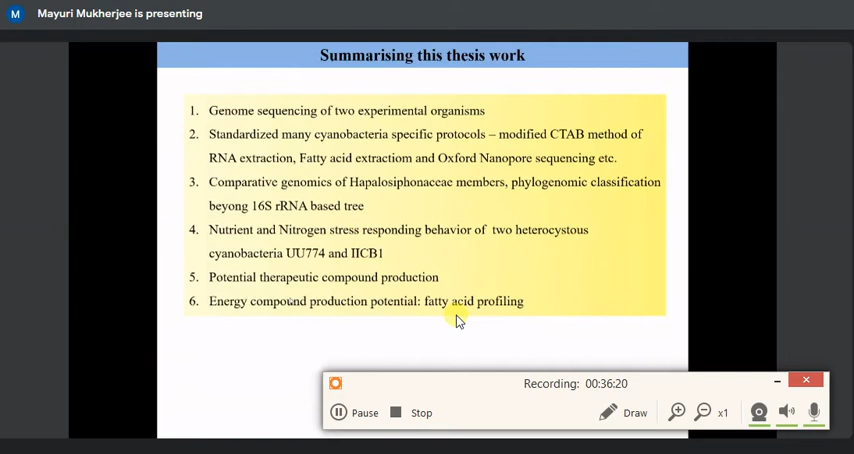 M Mayuri Mukherjee is presenting
Summarising this thesis work
1. Genome sequencing of two experimental organisms
2. Standardized many cyanobacteria specific protocols – modified CTAB method of
RNA extraction, Fatty acid extractiom and Oxford Nanopore sequencing etc.
3. Comparative genomics of Hapalosiphonaceae members, phylogenomic classification
beyong 16S rRNA based tree
4. Nutrient and Nitrogen stress responding behavior of two heterocystous
cyanobacteria UU774 and IICB1
5. Potential therapeutic compound production
6. Energy compound production potential: fatty acid profiling
Recording: 00:36:20
Pause Stop Draw x1